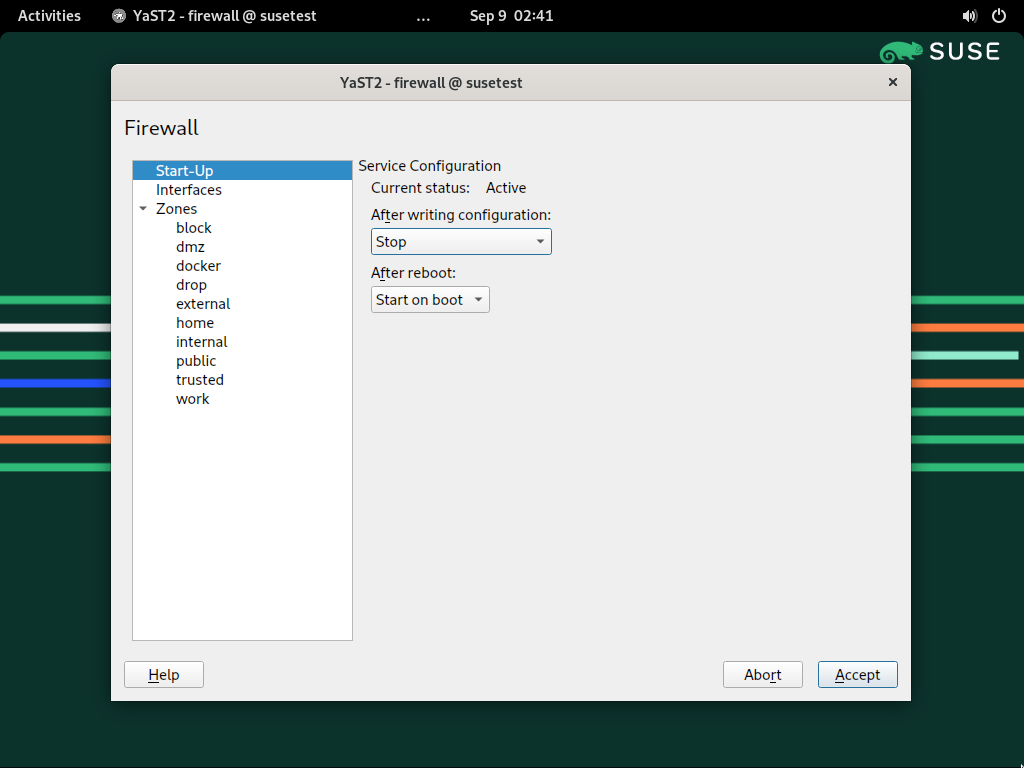 Activities YaST2 - firewall @ susetest ... Sep 9 02:41
SUSE
YaST2 - firewall @ susetest
Firewall
Start-Up
Interfaces
Zones
block
dmz
docker
drop
external
home
internal
public
trusted
work
Service Configuration
Current status: Active
After writing configuration:
Stop
After reboot:
Start on boot
Help Abort Accept